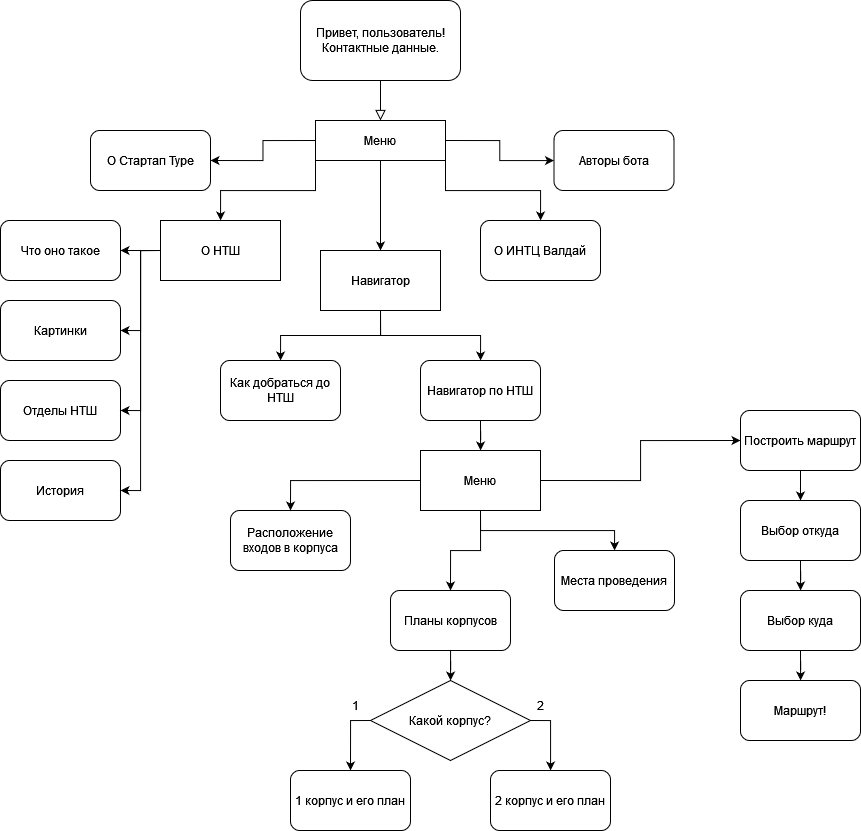 Привет, пользователь!
Контактные данные.
Меню
О Стартап Туре
Авторы бота
Что оно такое
О НТШ
О ИНТЦ Валдай
Навигатор
Картинки
Как добраться до
НТШ
Навигатор по НТШ
Отделы НТШ
Построить маршрут
История
Меню
Расположение
входов в корпуса
Выбор откуда
Места проведения
Планы корпусов
Выбор куда
1
2
Какой корпус?
Маршрут!
1 корпус и его план
2 корпус и его план